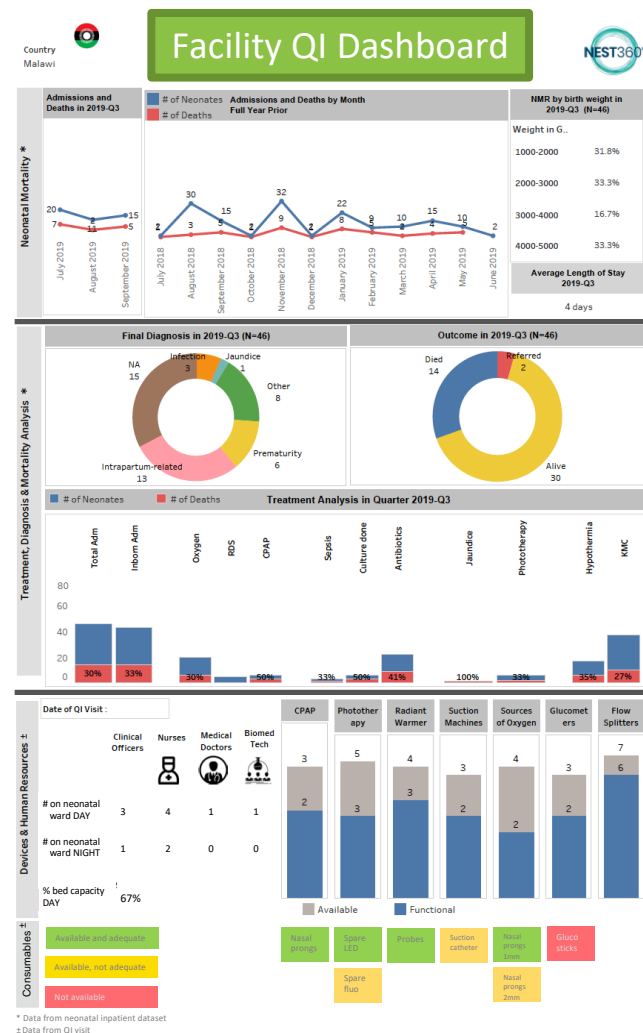 Country
Malawi
Facility QI Dashboard
NEST360°
Neonatal Mortality *
Admissions and
Deaths in 2019-Q3
20
2
15
7
11
5
July 2019
August 2019
September 2019
# of Neonates
# of Deaths
Admissions and Deaths by Month
Full Year Prior
2
30
15
2
32
2
22
9
10
15
10
2
2
3
5
2
9
2
8
5
2
4
5
July 2018
August 2018
September 2018
October 2018
November 2018
December 2018
January 2019
February 2019
March 2019
April 2019
May 2019
June 2019
NMR by birth weight in
2019-Q3 (N=46)
Weight in G..
1000-2000 31.8%
2000-3000 33.3%
3000-4000 16.7%
4000-5000 33.3%
Average Length of Stay
2019-Q3
4 days
Treatment, Diagnosis & Mortality Analysis *
Final Diagnosis in 2019-Q3 (N=46)
Infection
3
Jaundice
1
NA
15
Other
8
Prematurity
6
Intrapartum-related
13
Outcome in 2019-Q3 (N=46)
Died
14
Referred
2
Alive
30
# of Neonates
# of Deaths
Treatment Analysis in Quarter 2019-Q3
Total Adm
Inborn Adm
Oxygen
RDS
CPAP
Sepsis
Culture done
Antibiotics
Jaundice
Phototherapy
Hypothermia
KMC
80
60
40
20
0
30%
33%
30%
50%
33%
50%
41%
100%
33%
35%
27%
Devices & Human Resources ±
Date of QI Visit :
Clinical
Officers
Nurses
Medical
Doctors
Biomed
Tech
# on neonatal
ward DAY
3 4 1 1
# on neonatal
ward NIGHT
1 2 0 0
% bed capacity
DAY
67%
CPAP
Photother
apy
Radiant
Warmer
Suction
Machines
Sources
of Oxygen
Glucomet
ers
Flow
Splitters
3
2
5
3
4
3
3
2
4
2
3
2
7
6
Available
Functional
Consumables ±
Available and adequate
Available, not adequate
Not available
Nasal
prongs
Spare
LED
Spare
fluo
Probes
Suction
catheter
Nasal
prongs
1mm
Nasal
prongs
2mm
Gluco
sticks
* Data from neonatal inpatient dataset
± Data from QI visit